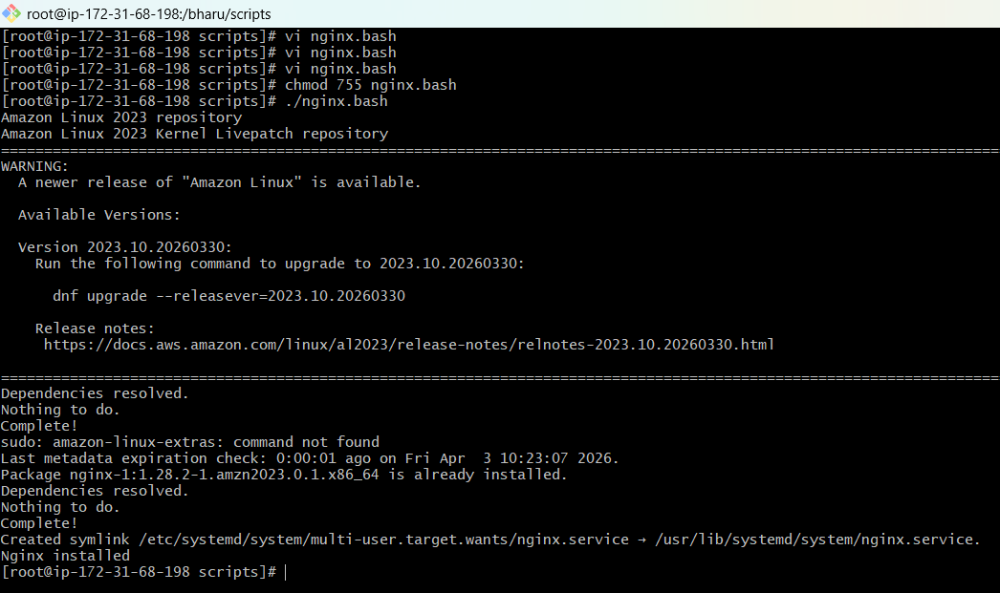 root@ip-172-31-68-198:/bharu/scripts
[root@ip-172-31-68-198 scripts]# vi nginx.bash
[root@ip-172-31-68-198 scripts]# vi nginx.bash
[root@ip-172-31-68-198 scripts]# vi nginx.bash
[root@ip-172-31-68-198 scripts]# chmod 755 nginx.bash
[root@ip-172-31-68-198 scripts]# ./nginx.bash
Amazon Linux 2023 repository
Amazon Linux 2023 Kernel Livepatch repository
====================================================================================================================
WARNING:
  A newer release of "Amazon Linux" is available.

  Available Versions:

  Version 2023.10.20260330:
    Run the following command to upgrade to 2023.10.20260330:

      dnf upgrade --releasever=2023.10.20260330

    Release notes:
     https://docs.aws.amazon.com/linux/al2023/release-notes/relnotes-2023.10.20260330.html

====================================================================================================================
Dependencies resolved.
Nothing to do.
Complete!
sudo: amazon-linux-extras: command not found
Last metadata expiration check: 0:00:01 ago on Fri Apr  3 10:23:07 2026.
Package nginx-1:1.28.2-1.amzn2023.0.1.x86_64 is already installed.
Dependencies resolved.
Nothing to do.
Complete!
Created symlink /etc/systemd/system/multi-user.target.wants/nginx.service → /usr/lib/systemd/system/nginx.service.
Nginx installed
[root@ip-172-31-68-198 scripts]#